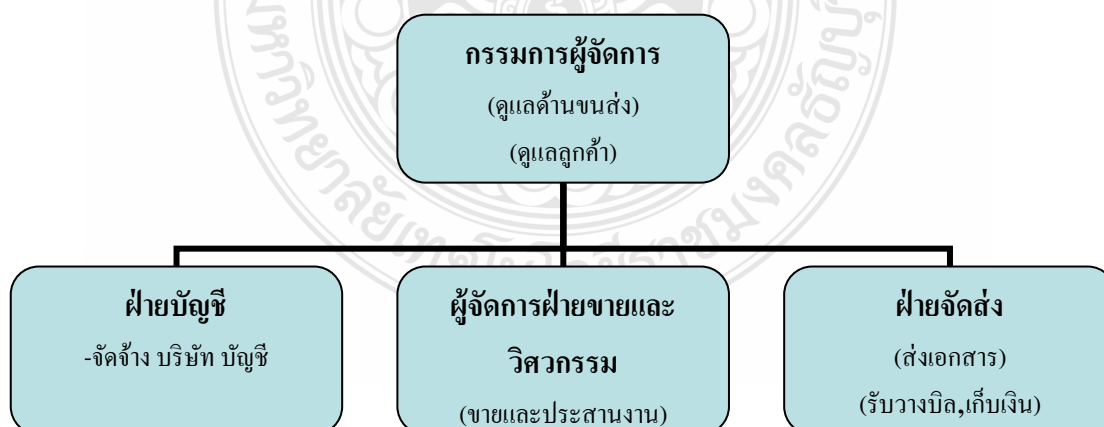 กรรมการผู้จัดการ
(ดูแลด้านขนส่ง)
(ดูแลลูกค้า)
ฝ่ายบัญชี
-จัดจ้าง บริษัท บัญชี
ผู้จัดการฝ่ายขายและ
วิศวกรรม
(ขายและประสานงาน)
ฝ่ายจัดส่ง
(ส่งเอกสาร)
(รับวางบิล,เก็บเงิน)